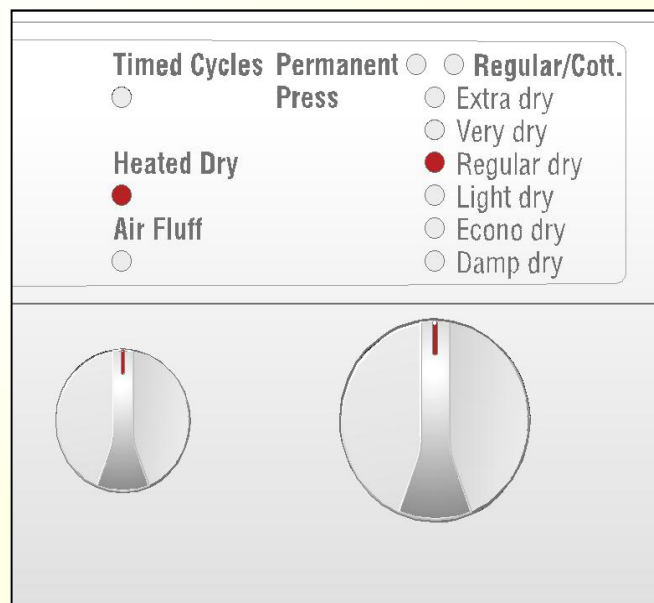 Timed Cycles
Permanent
Press
Regular/Cott.
Extra dry
Very dry
Regular dry
Light dry
Econo dry
Damp dry
Heated Dry
Air Fluff